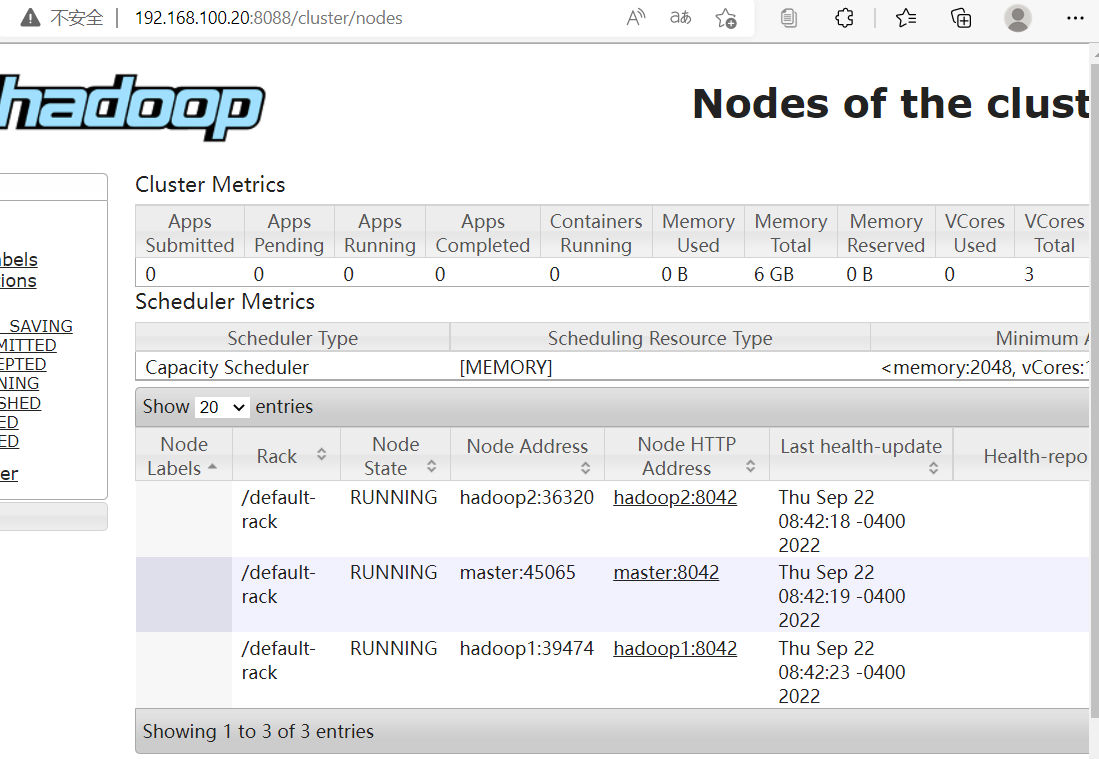 不安全 192.168.100.20:8088/cluster/nodes
hadoop
Nodes of the clust
Cluster Metrics
Apps Submitted Apps Pending Apps Running Apps Completed Containers Running Memory Used Memory Total Memory Reserved VCores Used VCores Total
0 0 0 0 0 0 B 6 GB 0 B 0 3
Scheduler Metrics
Scheduler Type Scheduling Resource Type Minimum A
Capacity Scheduler [MEMORY] <memory:2048, vCores:1
Show 20 entries
Node Labels Rack Node State Node Address Node HTTP Address Last health-update Health-repo
/default-rack RUNNING hadoop2:36320 hadoop2:8042 Thu Sep 22 08:42:18 -0400 2022
/default-rack RUNNING master:45065 master:8042 Thu Sep 22 08:42:19 -0400 2022
/default-rack RUNNING hadoop1:39474 hadoop1:8042 Thu Sep 22 08:42:23 -0400 2022
Showing 1 to 3 of 3 entries
abels
ions
_SAVING
MITTED
EPTED
NING
SHED
ED
ED
er